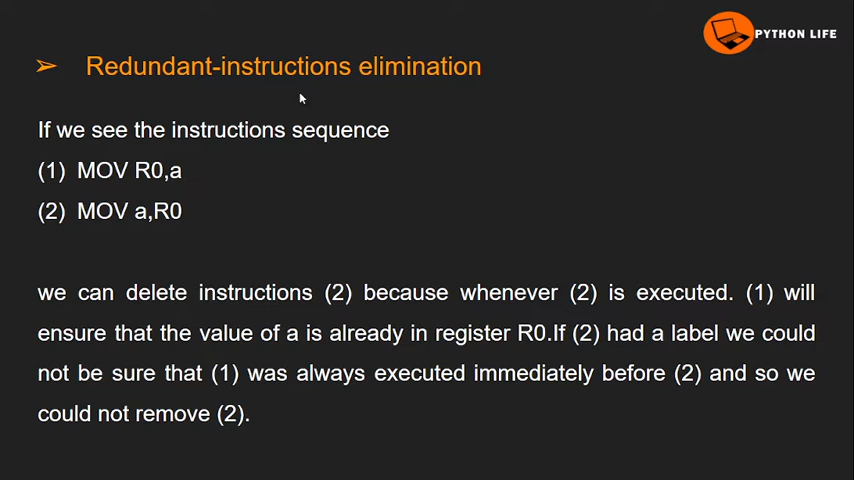 PYTHON LIFE
➢ Redundant-instructions elimination
If we see the instructions sequence
(1) MOV R0,a
(2) MOV a,R0
we can delete instructions (2) because whenever (2) is executed. (1) will
ensure that the value of a is already in register R0.If (2) had a label we could
not be sure that (1) was always executed immediately before (2) and so we
could not remove (2).